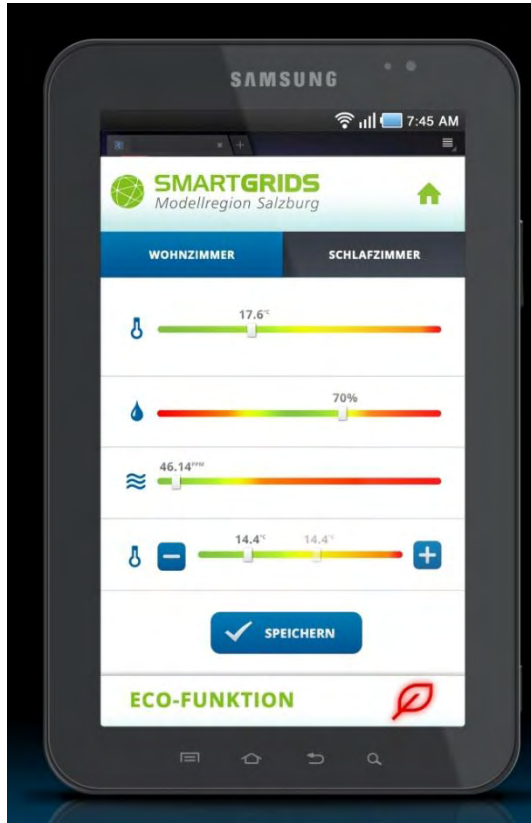 SAMSUNG
7:45 AM
SMARTGRIDS
Modellregion Salzburg
WOHNZIMMER
SCHLAFZIMMER
17.6°C
70%
46.14PPM
14.4°C 14.4°C
SPEICHERN
ECO-FUNKTION